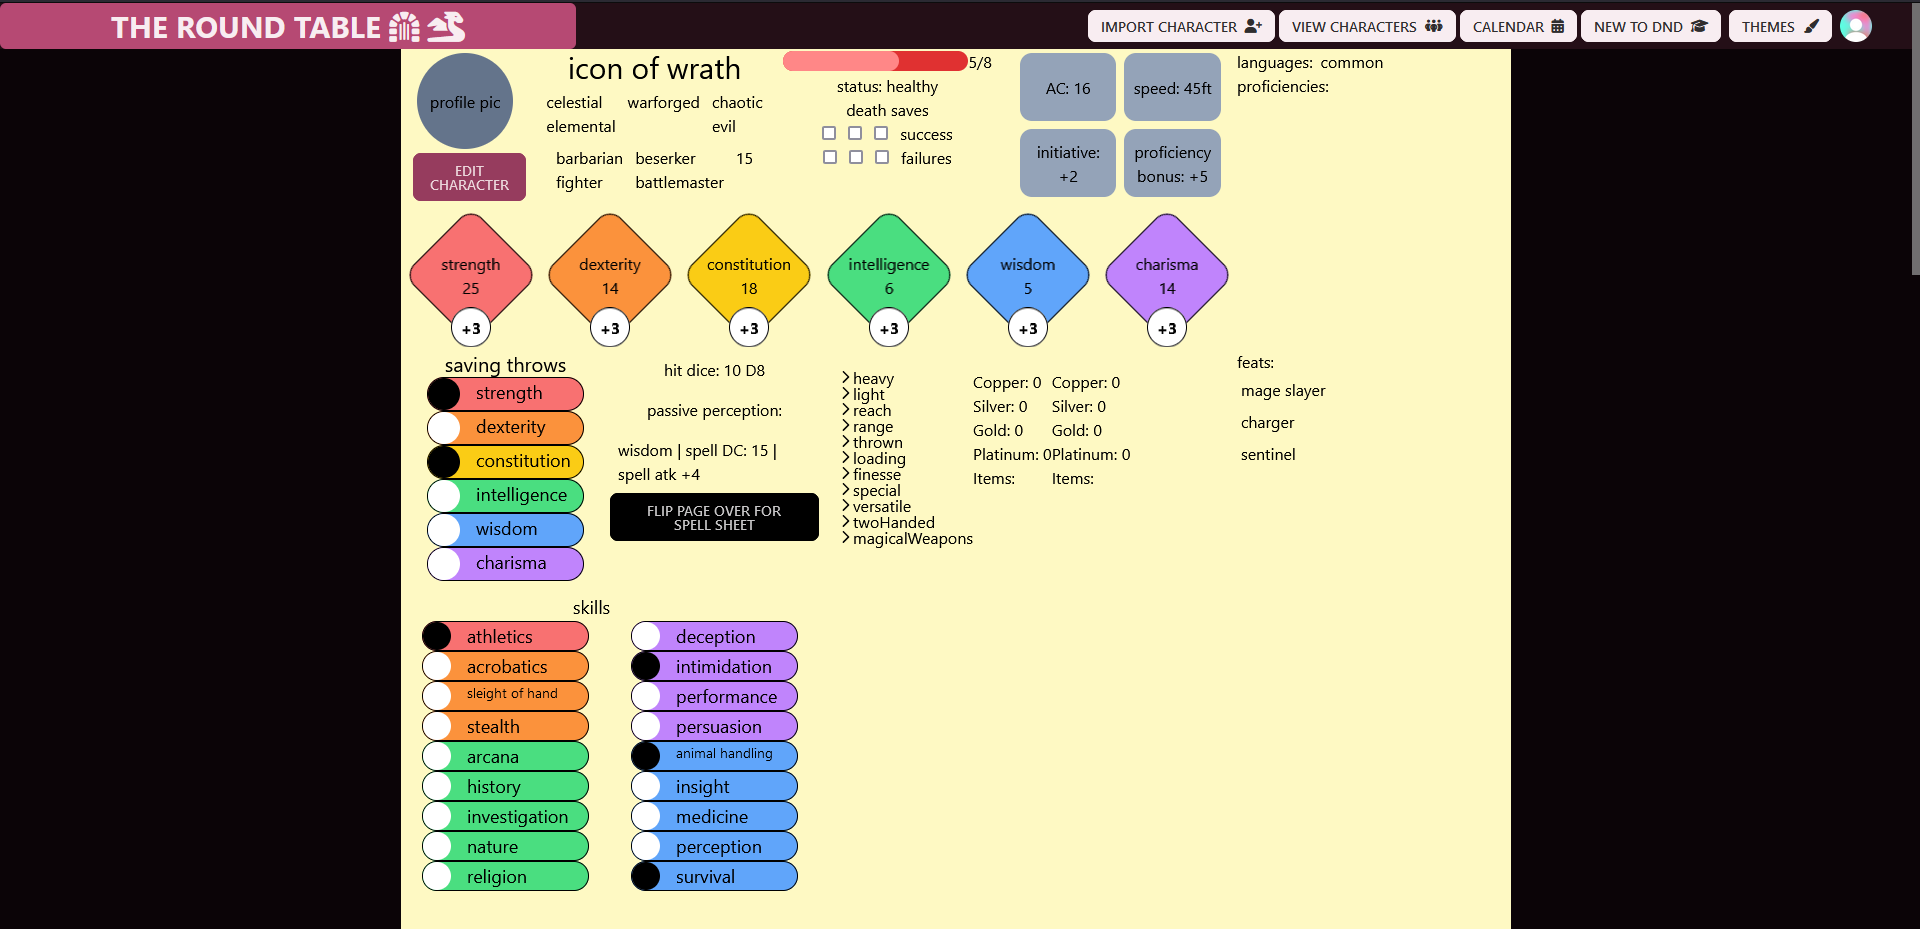 THE ROUND TABLE
IMPORT CHARACTER
VIEW CHARACTERS
CALENDAR
NEW TO DND
THEMES
profile pic
EDIT
CHARACTER
icon of wrath
celestial warforged chaotic
elemental evil
barbarian beserker 15
fighter battlemaster
5/8
status: healthy
death saves
success
failures
AC: 16
speed: 45ft
initiative:
+2
proficiency
bonus: +5
languages: common
proficiencies:
strength
25
+3
dexterity
14
+3
constitution
18
+3
intelligence
6
+3
wisdom
5
+3
charisma
14
+3
saving throws
strength
dexterity
constitution
intelligence
wisdom
charisma
hit dice: 10 D8
passive perception:
wisdom | spell DC: 15 |
spell atk +4
FLIP PAGE OVER FOR
SPELL SHEET
heavy
light
reach
range
thrown
loading
finesse
special
versatile
twoHanded
magicalWeapons
Copper: 0 Copper: 0
Silver: 0 Silver: 0
Gold: 0 Gold: 0
Platinum: 0Platinum: 0
Items: Items:
feats:
mage slayer
charger
sentinel
skills
athletics
acrobatics
sleight of hand
stealth
arcana
history
investigation
nature
religion
deception
intimidation
performance
persuasion
animal handling
insight
medicine
perception
survival